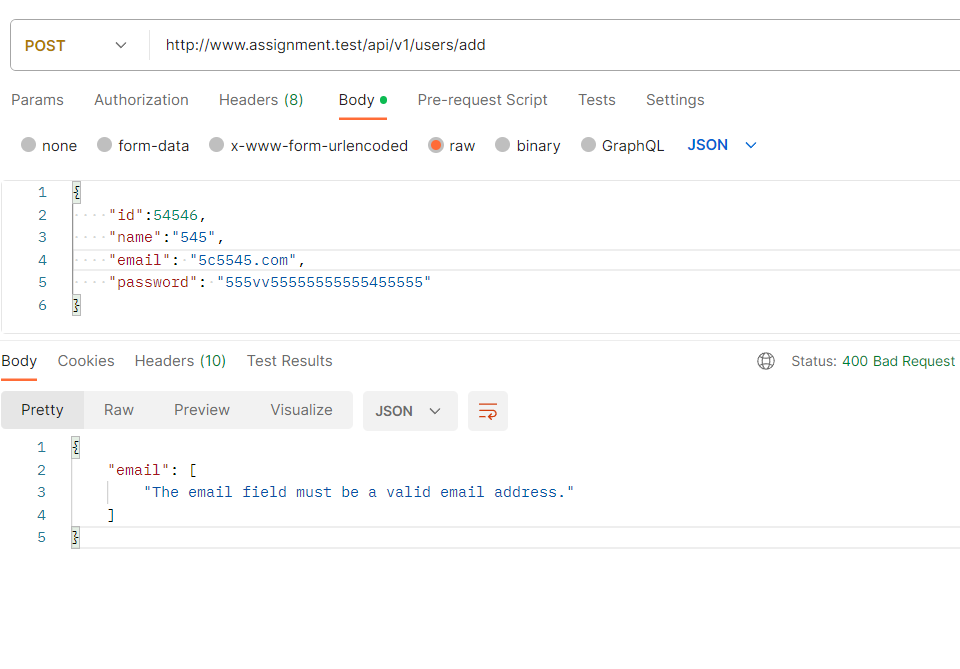 POST http://www.assignment.test/api/v1/users/add
Params Authorization Headers (8) Body Pre-request Script Tests Settings
none form-data x-www-form-urlencoded raw binary GraphQL JSON
1 {
2 ····"id":54546,
3 ····"name":"545",
4 ····"email":·"5c5545.com",
5 ····"password":·"555vv55555555555455555"
6 }
Body Cookies Headers (10) Test Results Status: 400 Bad Request
Pretty Raw Preview Visualize JSON
1 {
2 "email": [
3 "The email field must be a valid email address."
4 ]
5 }